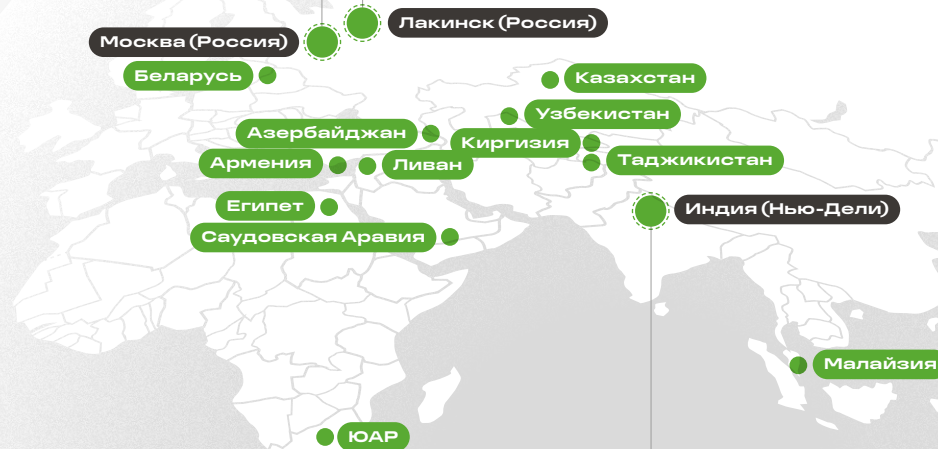 Лакинск (Россия)
Москва (Россия)
Беларусь
Казахстан
Узбекистан
Азербайджан
Киргизия
Армения
Ливан
Таджикистан
Египет
Индия (Нью-Дели)
Саудовская Аравия
Малайзия
ЮАР